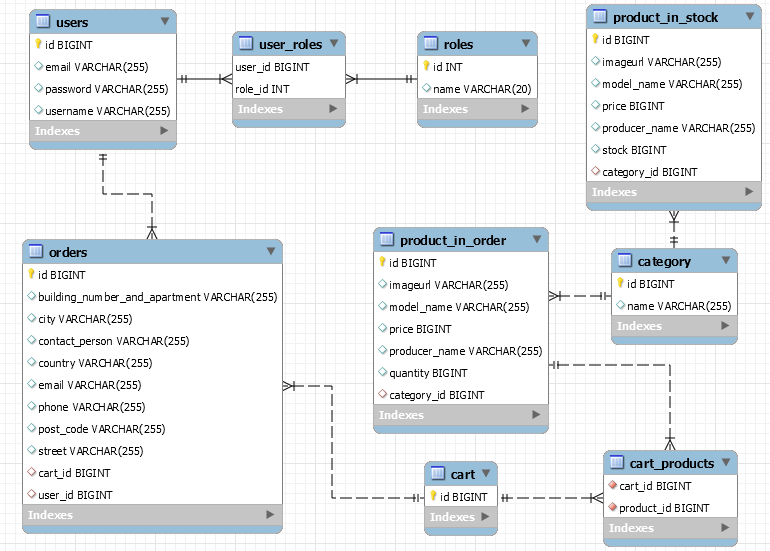 users
id BIGINT
email VARCHAR(255)
password VARCHAR(255)
username VARCHAR(255)
Indexes
user_roles
user_id BIGINT
role_id INT
Indexes
roles
id INT
name VARCHAR(20)
Indexes
product_in_stock
id BIGINT
imageurl VARCHAR(255)
model_name VARCHAR(255)
price BIGINT
producer_name VARCHAR(255)
stock BIGINT
category_id BIGINT
Indexes
orders
id BIGINT
building_number_and_apartment VARCHAR(255)
city VARCHAR(255)
contact_person VARCHAR(255)
country VARCHAR(255)
email VARCHAR(255)
phone VARCHAR(255)
post_code VARCHAR(255)
street VARCHAR(255)
cart_id BIGINT
user_id BIGINT
Indexes
product_in_order
id BIGINT
imageurl VARCHAR(255)
model_name VARCHAR(255)
price BIGINT
producer_name VARCHAR(255)
quantity BIGINT
category_id BIGINT
Indexes
category
id BIGINT
name VARCHAR(255)
Indexes
cart
id BIGINT
Indexes
cart_products
cart_id BIGINT
product_id BIGINT
Indexes